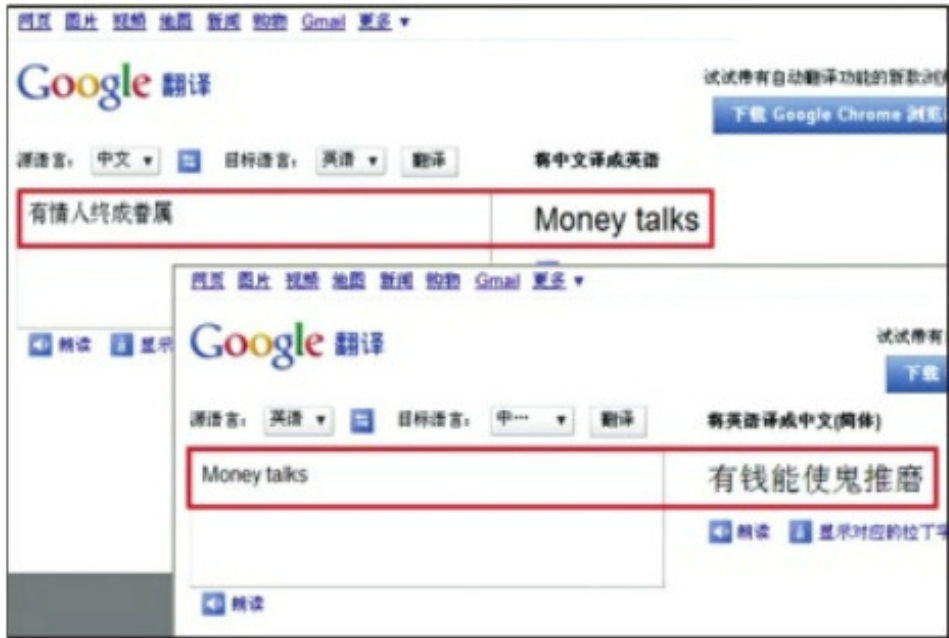 网页 图片 视频 地图 新闻 购物 Gmail 更多 ▼
Google 翻译
试试带有自动翻译功能的新款浏
下载 Google Chrome 浏览
源语言: 中文 ▼ 目标语言: 英语 ▼ 翻译 将中文译成英语
有情人终成眷属 Money talks
朗读 显示
网页 图片 视频 地图 新闻 购物 Gmail 更多 ▼
Google 翻译
试试带有
下载
源语言: 英语 ▼ 目标语言: 中… ▼ 翻译 将英语译成中文(简体)
Money talks 有钱能使鬼推磨
朗读 显示对应的拉丁字
朗读